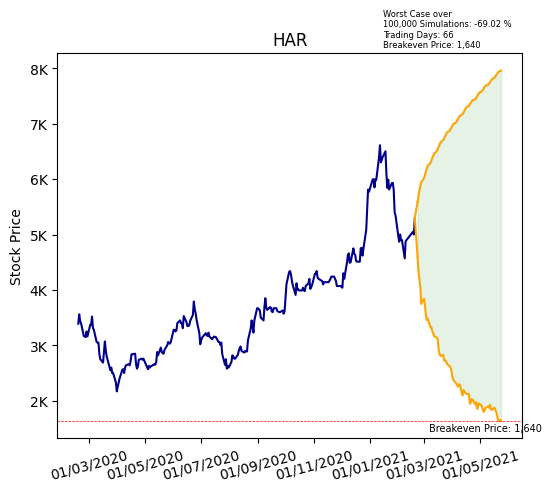 Worst Case over
100,000 Simulations: -69.02 %
Trading Days: 66
Breakeven Price: 1,640
HAR
Stock Price
8K
7K
6K
5K
4K
3K
2K
Breakeven Price: 1,640
01/03/2020
01/05/2020
01/07/2020
01/09/2020
01/11/2020
01/01/2021
01/03/2021
01/05/2021